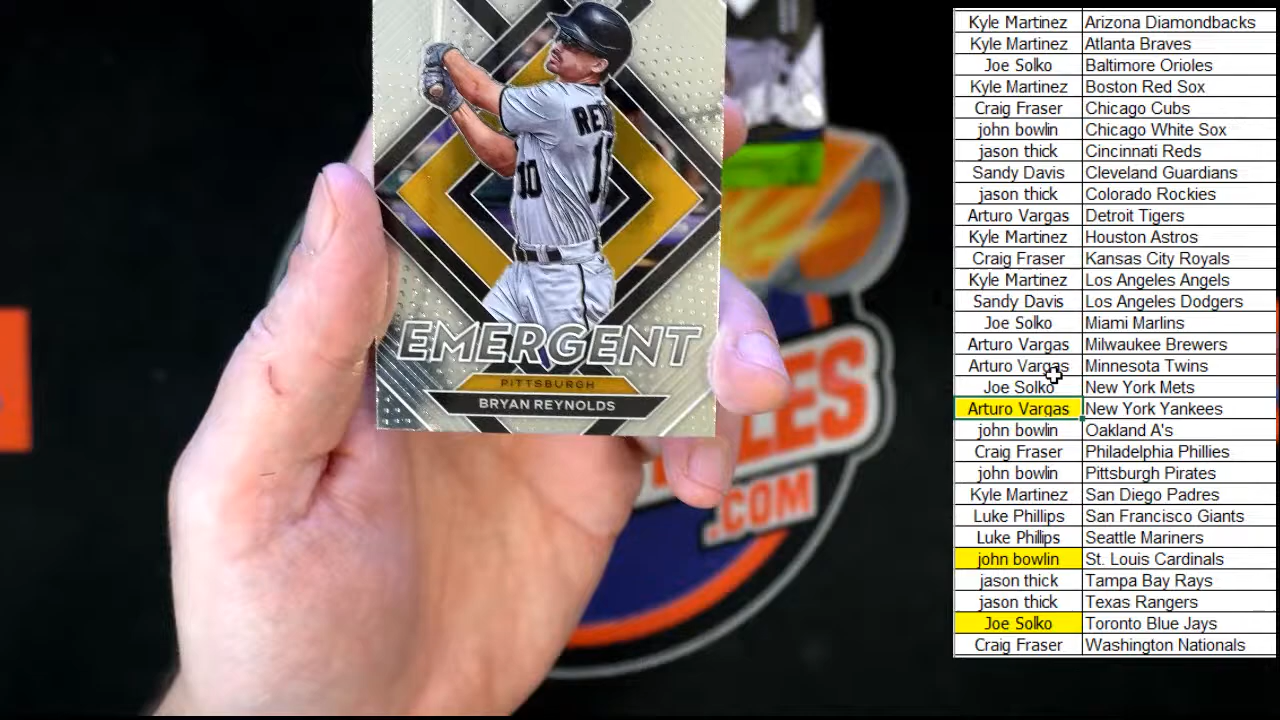 10
EMERGENT
PITTSBURGH
BRYAN REYNOLDS
.COM
Kyle Martinez Arizona Diamondbacks
Kyle Martinez Atlanta Braves
Joe Solko Baltimore Orioles
Kyle Martinez Boston Red Sox
Craig Fraser Chicago Cubs
john bowlin Chicago White Sox
jason thick Cincinnati Reds
Sandy Davis Cleveland Guardians
jason thick Colorado Rockies
Arturo Vargas Detroit Tigers
Kyle Martinez Houston Astros
Craig Fraser Kansas City Royals
Kyle Martinez Los Angeles Angels
Sandy Davis Los Angeles Dodgers
Joe Solko Miami Marlins
Arturo Vargas Milwaukee Brewers
Arturo Vargas Minnesota Twins
Joe Solko New York Mets
Arturo Vargas New York Yankees
john bowlin Oakland A's
Craig Fraser Philadelphia Phillies
john bowlin Pittsburgh Pirates
Kyle Martinez San Diego Padres
Luke Phillips San Francisco Giants
Luke Phillips Seattle Mariners
john bowlin St. Louis Cardinals
jason thick Tampa Bay Rays
jason thick Texas Rangers
Joe Solko Toronto Blue Jays
Craig Fraser Washington Nationals